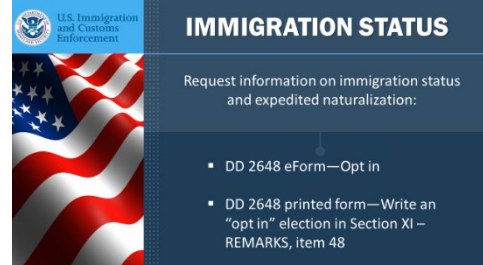 U.S. Immigration
and Customs
Enforcement
IMMIGRATION STATUS
Request information on immigration status
and expedited naturalization:
▪ DD 2648 eForm—Opt in
▪ DD 2648 printed form—Write an
“opt in” election in Section XI –
REMARKS, item 48